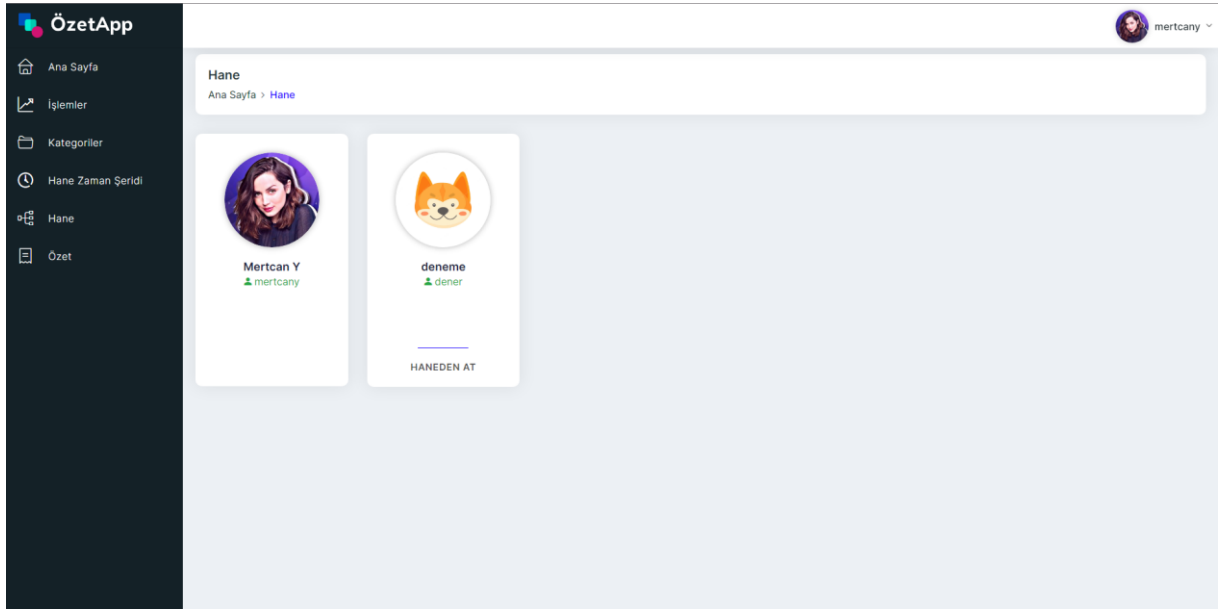 ÖzetApp
mertcany
Ana Sayfa
İşlemler
Kategoriler
Hane Zaman Şeridi
Hane
Özet
Hane
Ana Sayfa > Hane
Mertcan Y
mertcany
deneme
dener
HANEDEN AT